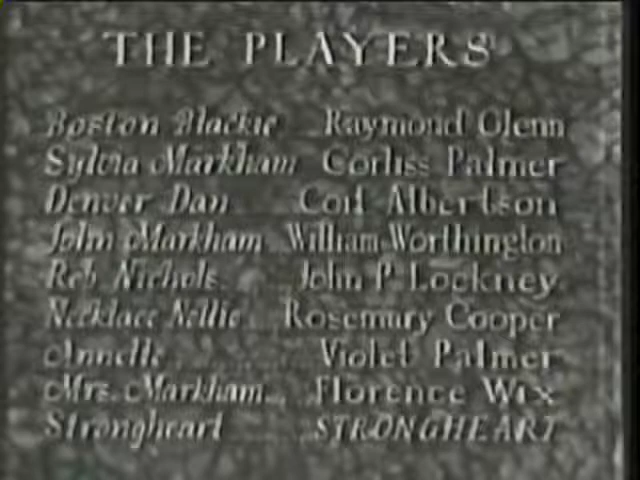 THE PLAYERS
Boston Blackie Raymond Glenn
Sylvia Markham Corliss Palmer
Denver Dan Coit Albertson
John Markham William Worthington
Reb Nichols John P. Lockney
Necklace Nellie Rosemary Cooper
Annette Violet Palmer
Mrs. Markham Florence Wix
Strongheart STRONGHEART